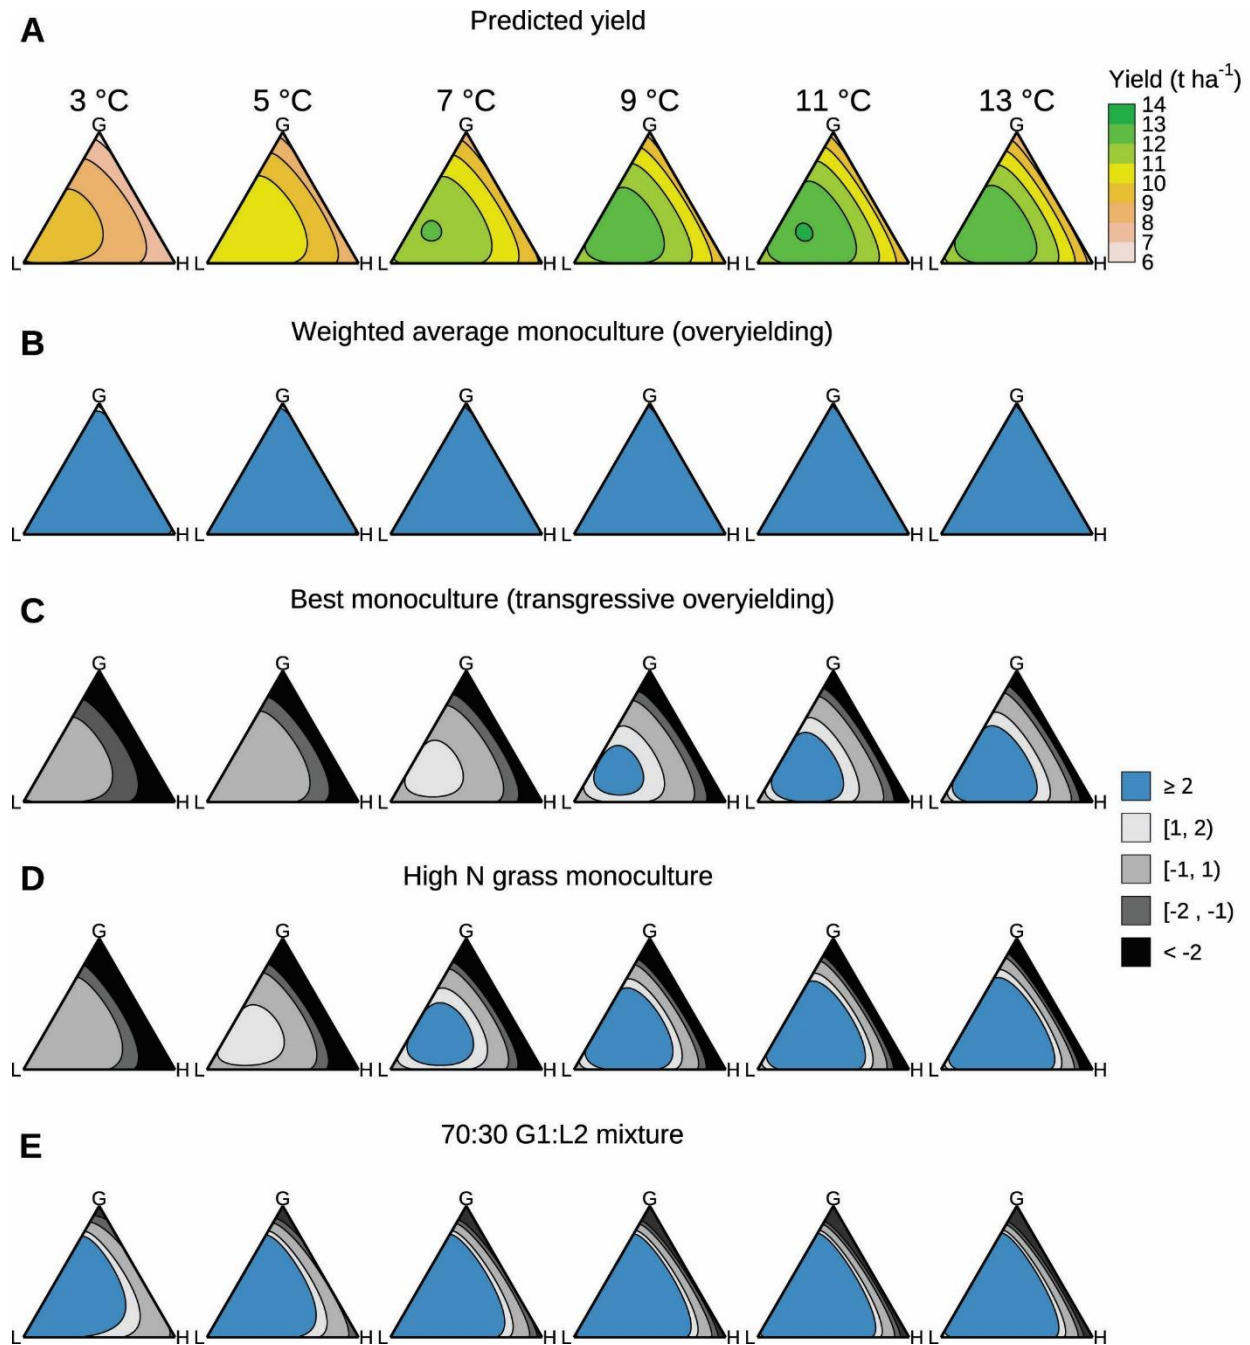 A
Predicted yield
3 °C 5 °C 7 °C 9 °C 11 °C 13 °C
Yield (t ha-1)
G G G G G G
14
13
12
11
10
9
8
7
6
L H L H L H L H L H L H
B
Weighted average monoculture (overyielding)
G G G G G G
L H L H L H L H L H L H
C
Best monoculture (transgressive overyielding)
G G G G G G
L H L H L H L H L H L H
≥ 2
[1, 2)
[-1, 1)
[-2 , -1)
< -2
D
High N grass monoculture
G G G G G G
L H L H L H L H L H L H
E
70:30 G1:L2 mixture
G G G G G G
L H L H L H L H L H L H